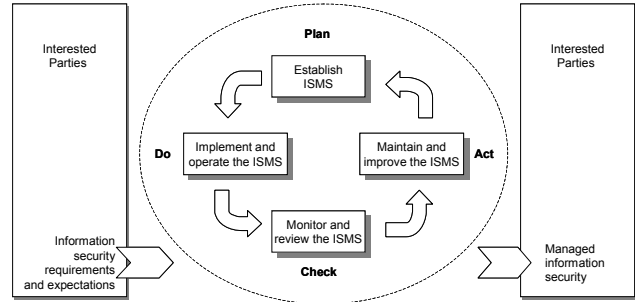 Interested
Parties
Information
security
requirements
and expectations
Plan
Establish
ISMS
Do
Implement and
operate the ISMS
Maintain and
improve the ISMS
Act
Monitor and
review the ISMS
Check
Interested
Parties
Managed
information
security